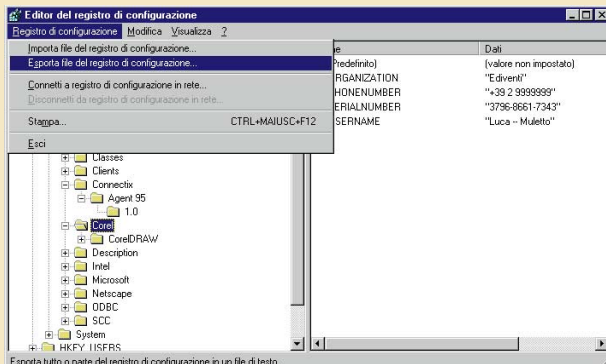 Editor del registro di configurazione
Registro di configurazione Modifica Visualizza ?
Importa file del registro di configurazione...
Esporta file del registro di configurazione...
Connetti a registro di configurazione in rete...
Disconnetti da registro di configurazione in rete...
Stampa... CTRL+MAIUSC+F12
Esci
Classes
Clients
Connectix
Agent 95
1.0
Corel
CorelDRAW
Description
Intel
Microsoft
Netscape
ODBC
SCC
System
HKEY_USERS
e Dati
Predefinito) (valore non impostato)
RGANIZATION "Ediventi"
HONENUMBER "+39 2 9999999"
ERIALNUMBER "3796-8661-7343"
SERNAME "Luca -- Muletto"
Esporta tutto o parte del registro di configurazione in un file di testo.